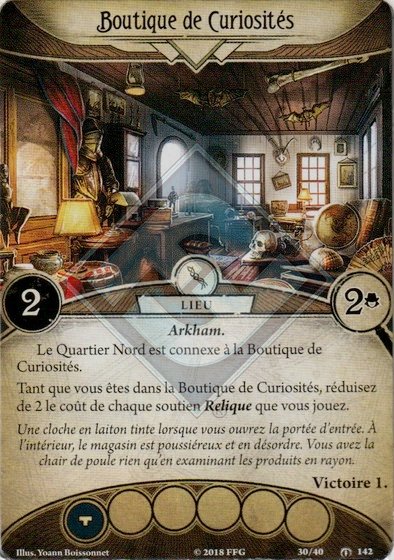 Boutique de Curiosités
2
LIEU
2
Arkham.
Le Quartier Nord est connexe à la Boutique de
Curiosités.
Tant que vous êtes dans la Boutique de Curiosités, réduisez
de 2 le coût de chaque soutien Relique que vous jouez.
Une cloche en laiton tinte lorsque vous ouvrez la portée d'entrée. À
l'intérieur, le magasin est poussiéreux et en désordre. Vous avez la
chair de poule rien qu'en examinant les produits en rayon.
Victoire 1.
Illus. Yoann Boissonnet
© 2018 FFG
30/40
142